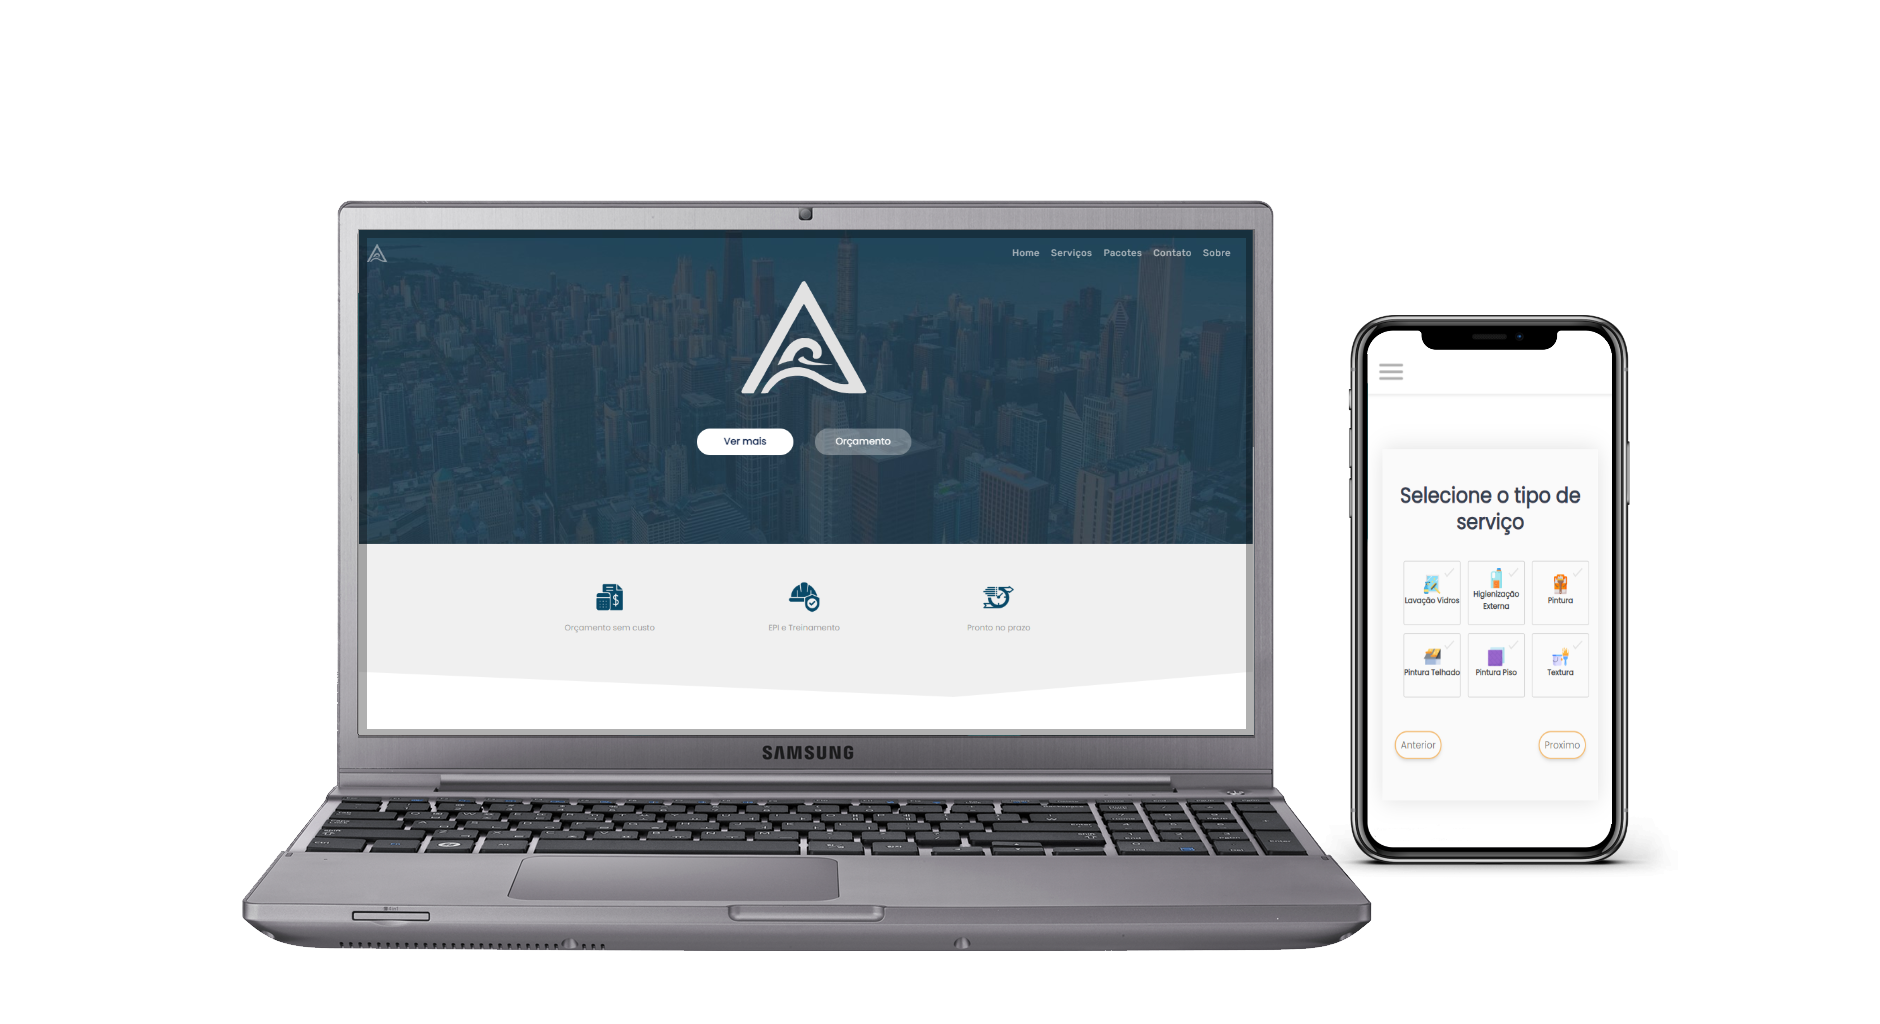 Home Serviços Pacotes Contato Sobre
Ver mais Orçamento
Orçamento sem custo EPI e Treinamento Pronto no prazo
SAMSUNG
Selecione o tipo de
serviço
Lavação Vidros
Higienização
Externa
Pintura
Pintura Telhado
Pintura Piso
Textura
Anterior Proximo